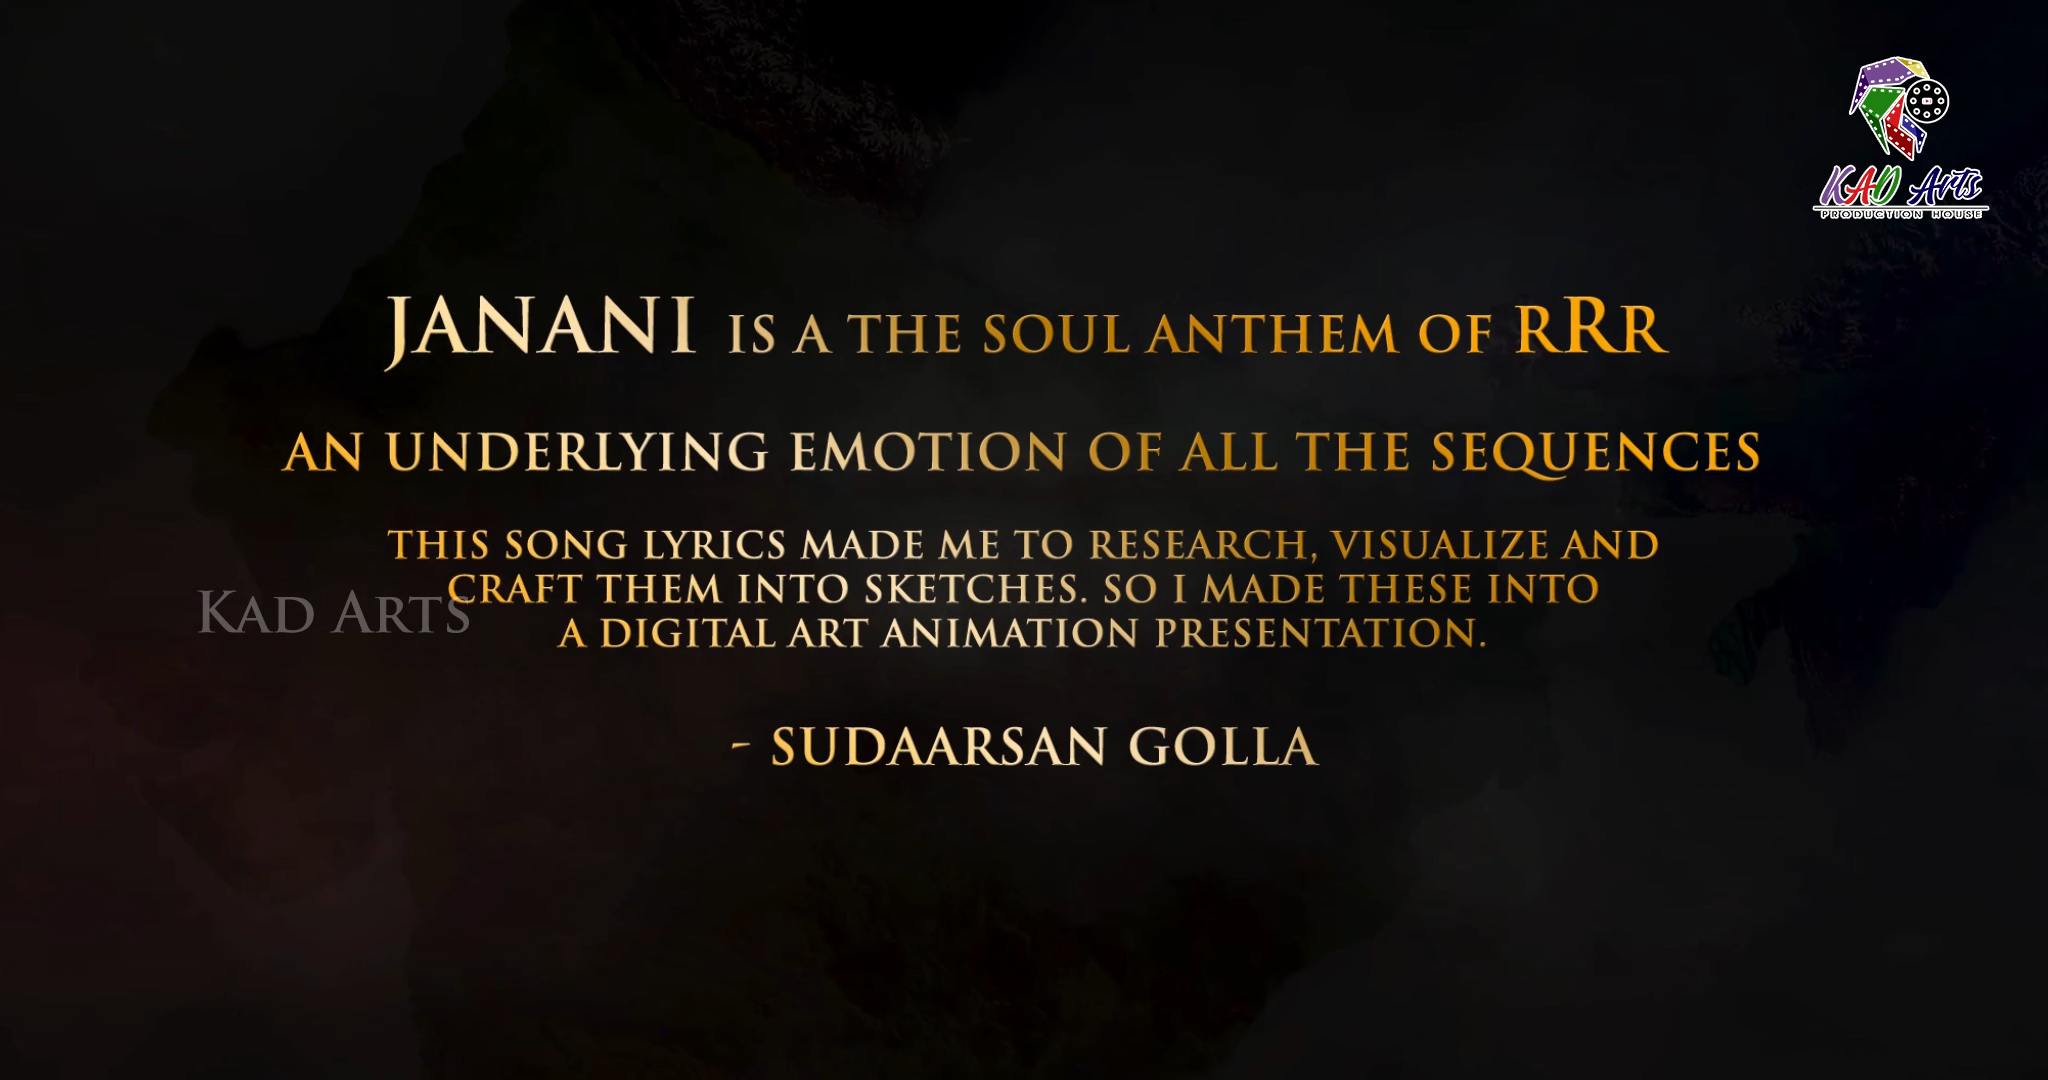 KAD Arts
PRODUCTION HOUSE
JANANI IS A THE SOUL ANTHEM OF RRR
AN UNDERLYING EMOTION OF ALL THE SEQUENCES
THIS SONG LYRICS MADE ME TO RESEARCH, VISUALIZE AND
CRAFT THEM INTO SKETCHES. SO I MADE THESE INTO
KAD ARTS
A DIGITAL ART ANIMATION PRESENTATION.
- SUDAARSAN GOLLA